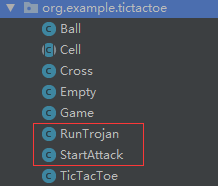 org.example.tictactoe
Ball
Cell
Cross
Empty
Game
RunTrojan
StartAttack
TicTacToe